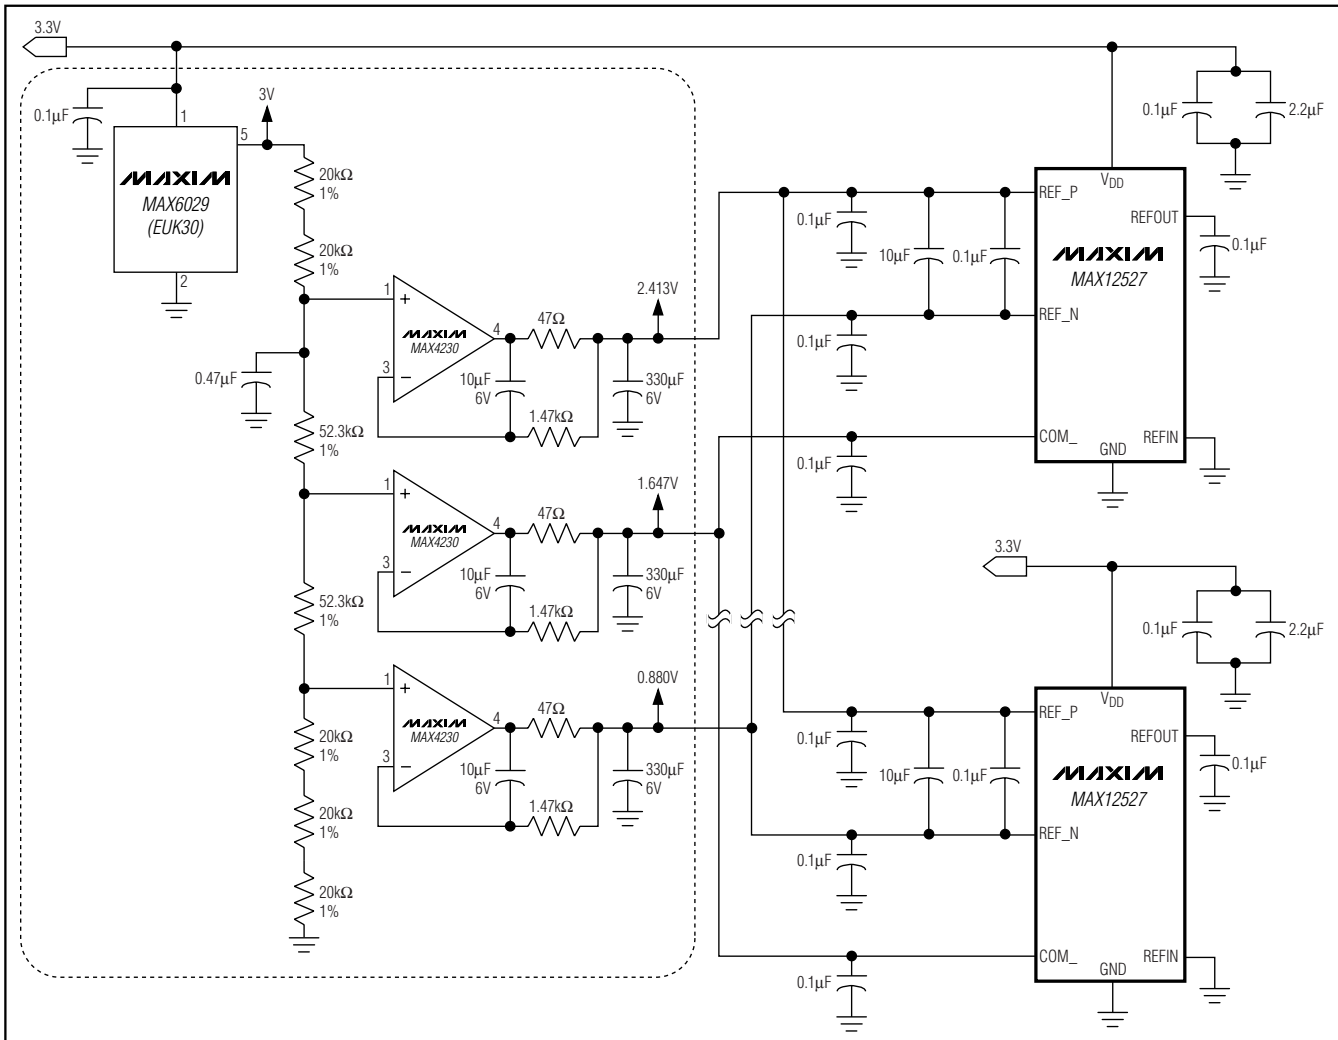 3.3V
0.1μF
1
3V
5
MAXIM
MAX6029
(EUK30)
2
20kΩ
1%
20kΩ
1%
0.47μF
52.3kΩ
1%
52.3kΩ
1%
20kΩ
1%
20kΩ
1%
20kΩ
1%
1
+
MAXIM
MAX4230
3
−
4
47Ω
10μF
6V
1.47kΩ
2.413V
330μF
6V
1
+
MAXIM
MAX4230
3
−
4
47Ω
10μF
6V
1.47kΩ
1.647V
330μF
6V
1
+
MAXIM
MAX4230
3
−
4
47Ω
10μF
6V
1.47kΩ
0.880V
330μF
6V
0.1μF
2.2μF
VDD
REF_P
REFOUT
0.1μF
0.1μF
10μF
0.1μF
MAXIM
MAX12527
REF_N
0.1μF
COM_
REFIN
GND
0.1μF
3.3V
0.1μF
2.2μF
VDD
REF_P
REFOUT
0.1μF
0.1μF
10μF
0.1μF
MAXIM
MAX12527
REF_N
0.1μF
COM_
REFIN
GND
0.1μF